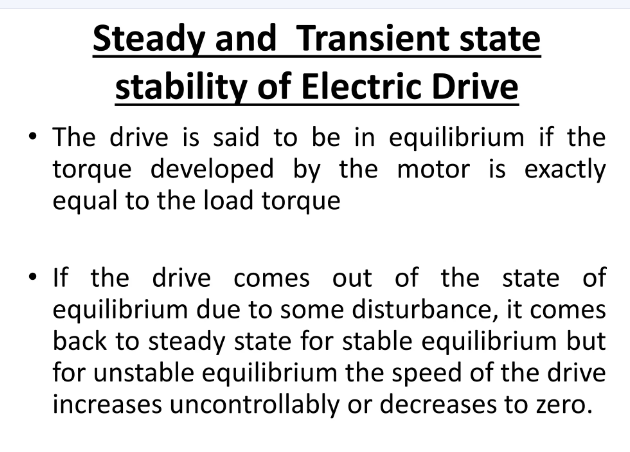 Steady and Transient state
stability of Electric Drive
• The drive is said to be in equilibrium if the
torque developed by the motor is exactly
equal to the load torque
• If the drive comes out of the state of
equilibrium due to some disturbance, it comes
back to steady state for stable equilibrium but
for unstable equilibrium the speed of the drive
increases uncontrollably or decreases to zero.